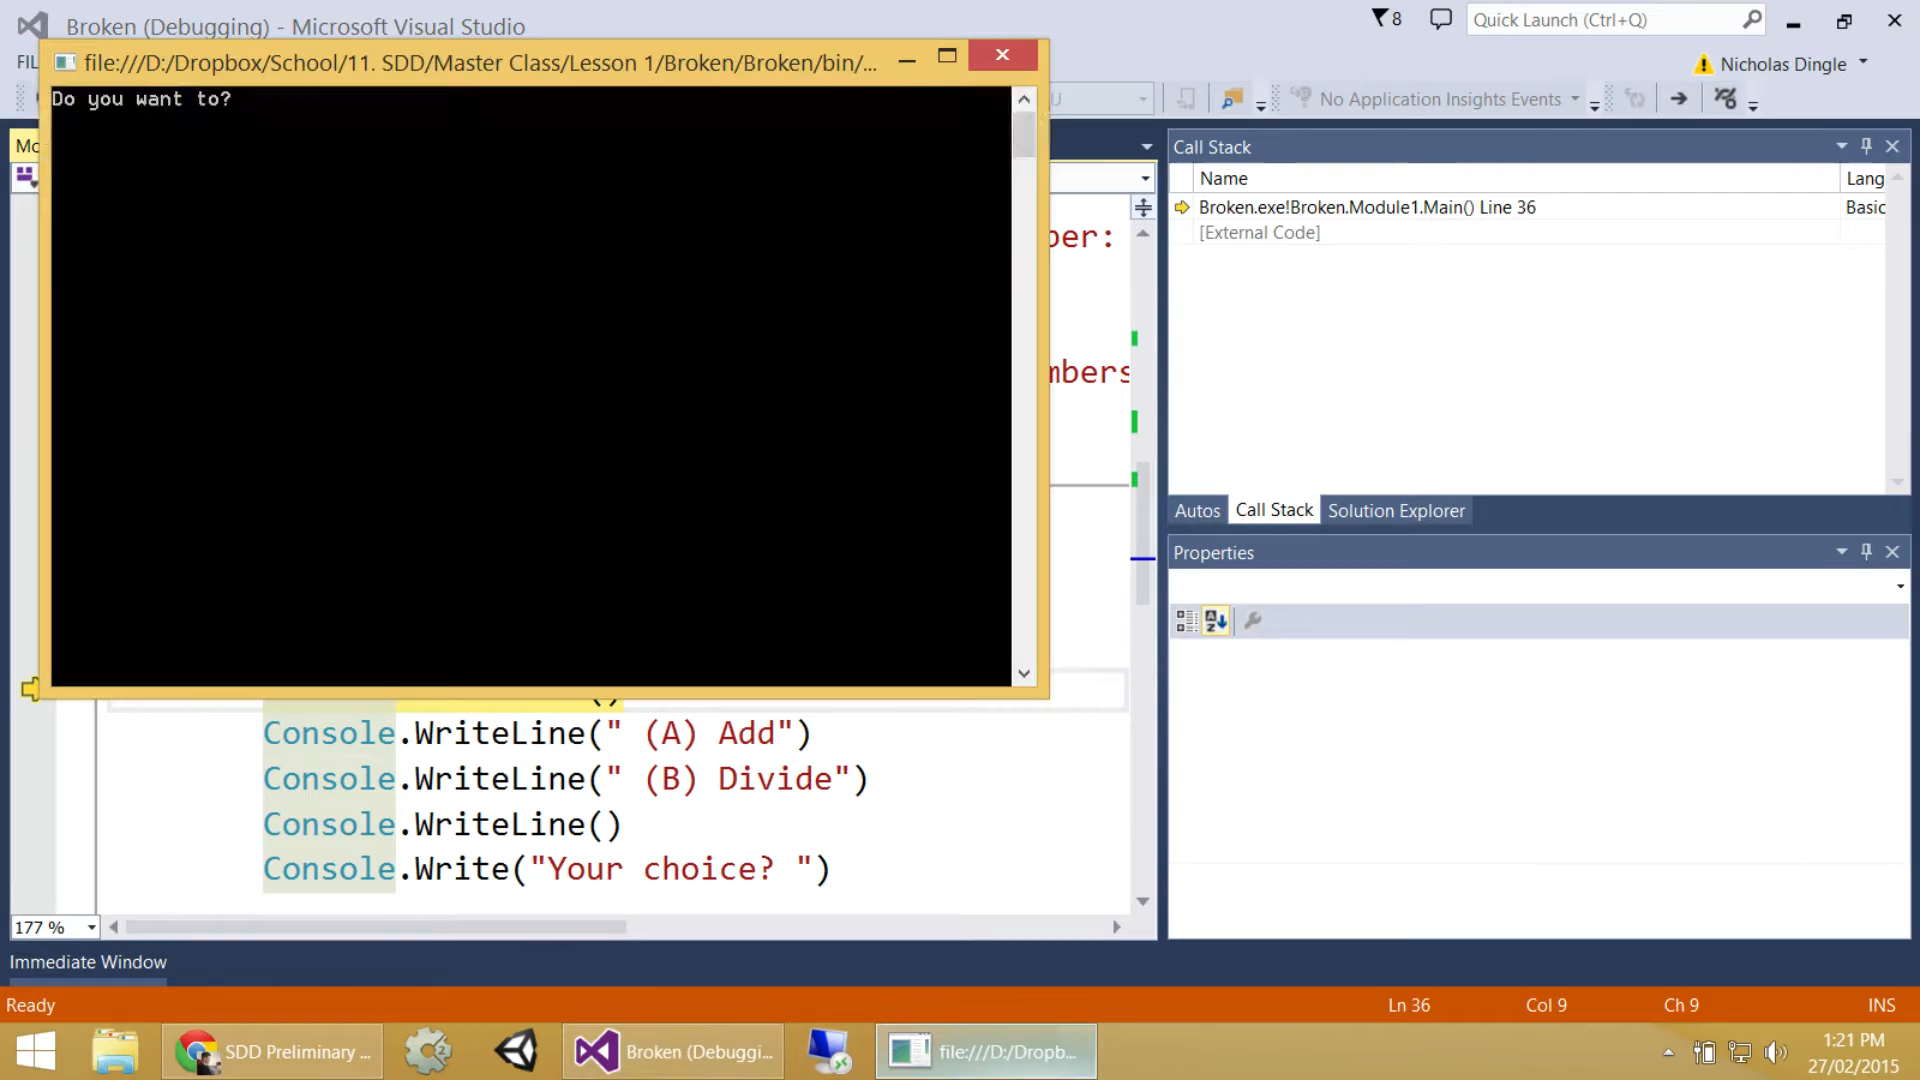 Broken (Debugging) - Microsoft Visual Studio
8
Quick Launch (Ctrl+Q)
FIL
Nicholas Dingle
file:///D:/Dropbox/School/11. SDD/Master Class/Lesson 1/Broken/Broken/bin/...
No Application Insights Events
Do you want to?
Mo
Call Stack
Name
Lang
Broken.exe!Broken.Module1.Main() Line 36
Basic
[External Code]
ber:
mbers
Autos
Call Stack
Solution Explorer
Properties
()
Console.WriteLine(" (A) Add")
Console.WriteLine(" (B) Divide")
Console.WriteLine()
Console.Write("Your choice? ")
177 %
Immediate Window
Ready
Ln 36
Col 9
Ch 9
INS
SDD Preliminary ...
Broken (Debuggi...
file:///D:/Dropb...
1:21 PM
27/02/2015